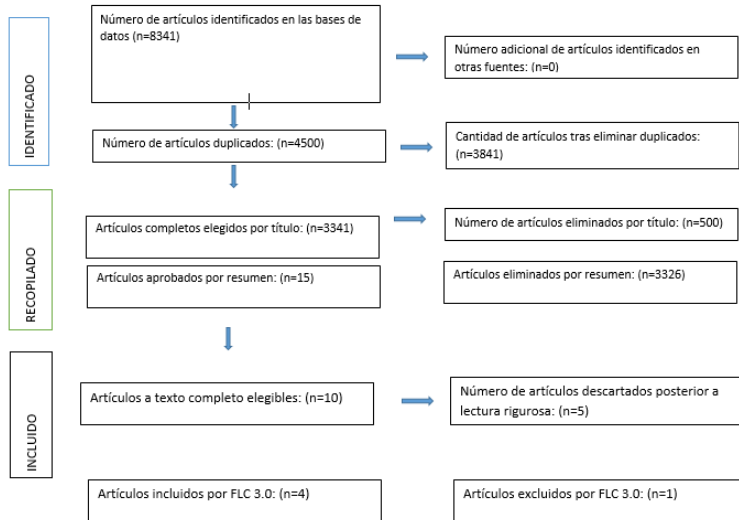 IDENTIFICADO
Número de artículos identificados en las bases de
datos (n=8341)
Número adicional de artículos identificados en
otras fuentes: (n=0)
Número de artículos duplicados: (n=4500)
Cantidad de artículos tras eliminar duplicados:
(n=3841)
RECOPILADO
Artículos completos elegidos por título: (n=3341)
Número de artículos eliminados por título: (n=500)
Artículos aprobados por resumen: (n=15)
Artículos eliminados por resumen: (n=3326)
INCLUIDO
Artículos a texto completo elegibles: (n=10)
Número de artículos descartados posterior a
lectura rigurosa: (n=5)
Artículos incluidos por FLC 3.0: (n=4)
Artículos excluidos por FLC 3.0: (n=1)